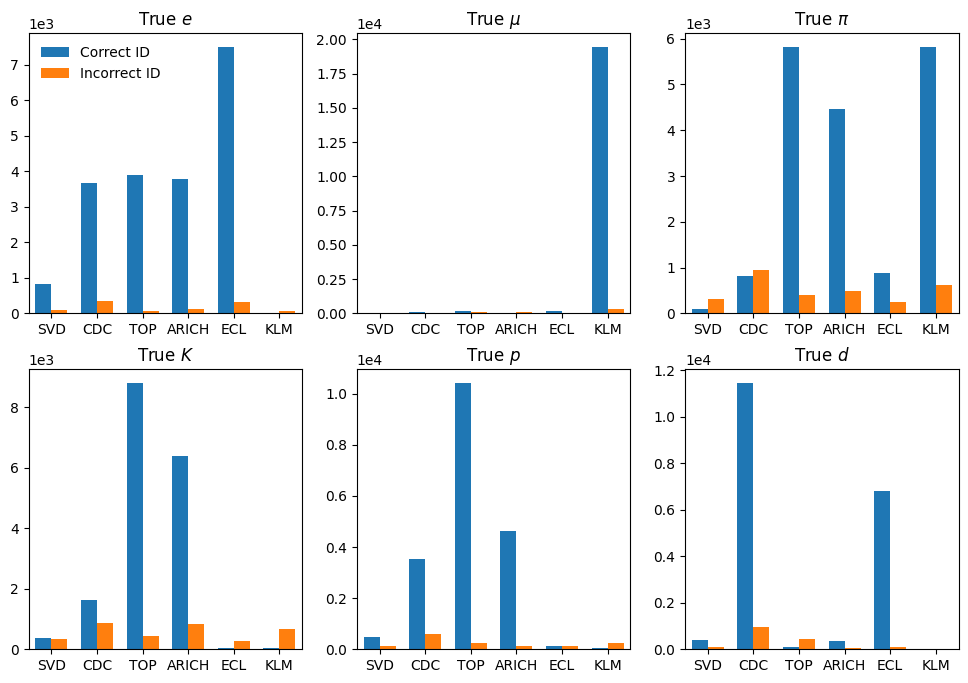 True e
1e3
7
6
5
4
3
2
1
0
Correct ID
Incorrect ID
SVD CDC TOP ARICH ECL KLM
True μ
1e4
2.00
1.75
1.50
1.25
1.00
0.75
0.50
0.25
0.00
SVD CDC TOP ARICH ECL KLM
True π
1e3
6
5
4
3
2
1
0
SVD CDC TOP ARICH ECL KLM
True K
1e3
8
6
4
2
0
SVD CDC TOP ARICH ECL KLM
True p
1e4
1.0
0.8
0.6
0.4
0.2
0.0
SVD CDC TOP ARICH ECL KLM
True d
1e4
1.2
1.0
0.8
0.6
0.4
0.2
0.0
SVD CDC TOP ARICH ECL KLM